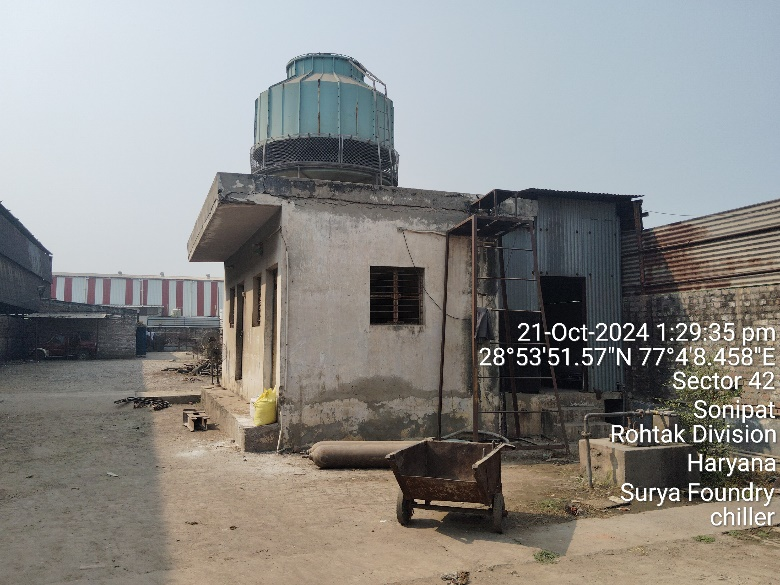 21-Oct-2024 1:29:35 pm
28°53'51.57"N 77°4'8.458"E
Sector 42
Sonipat
Rohtak Division
Haryana
Surya Foundry
chiller